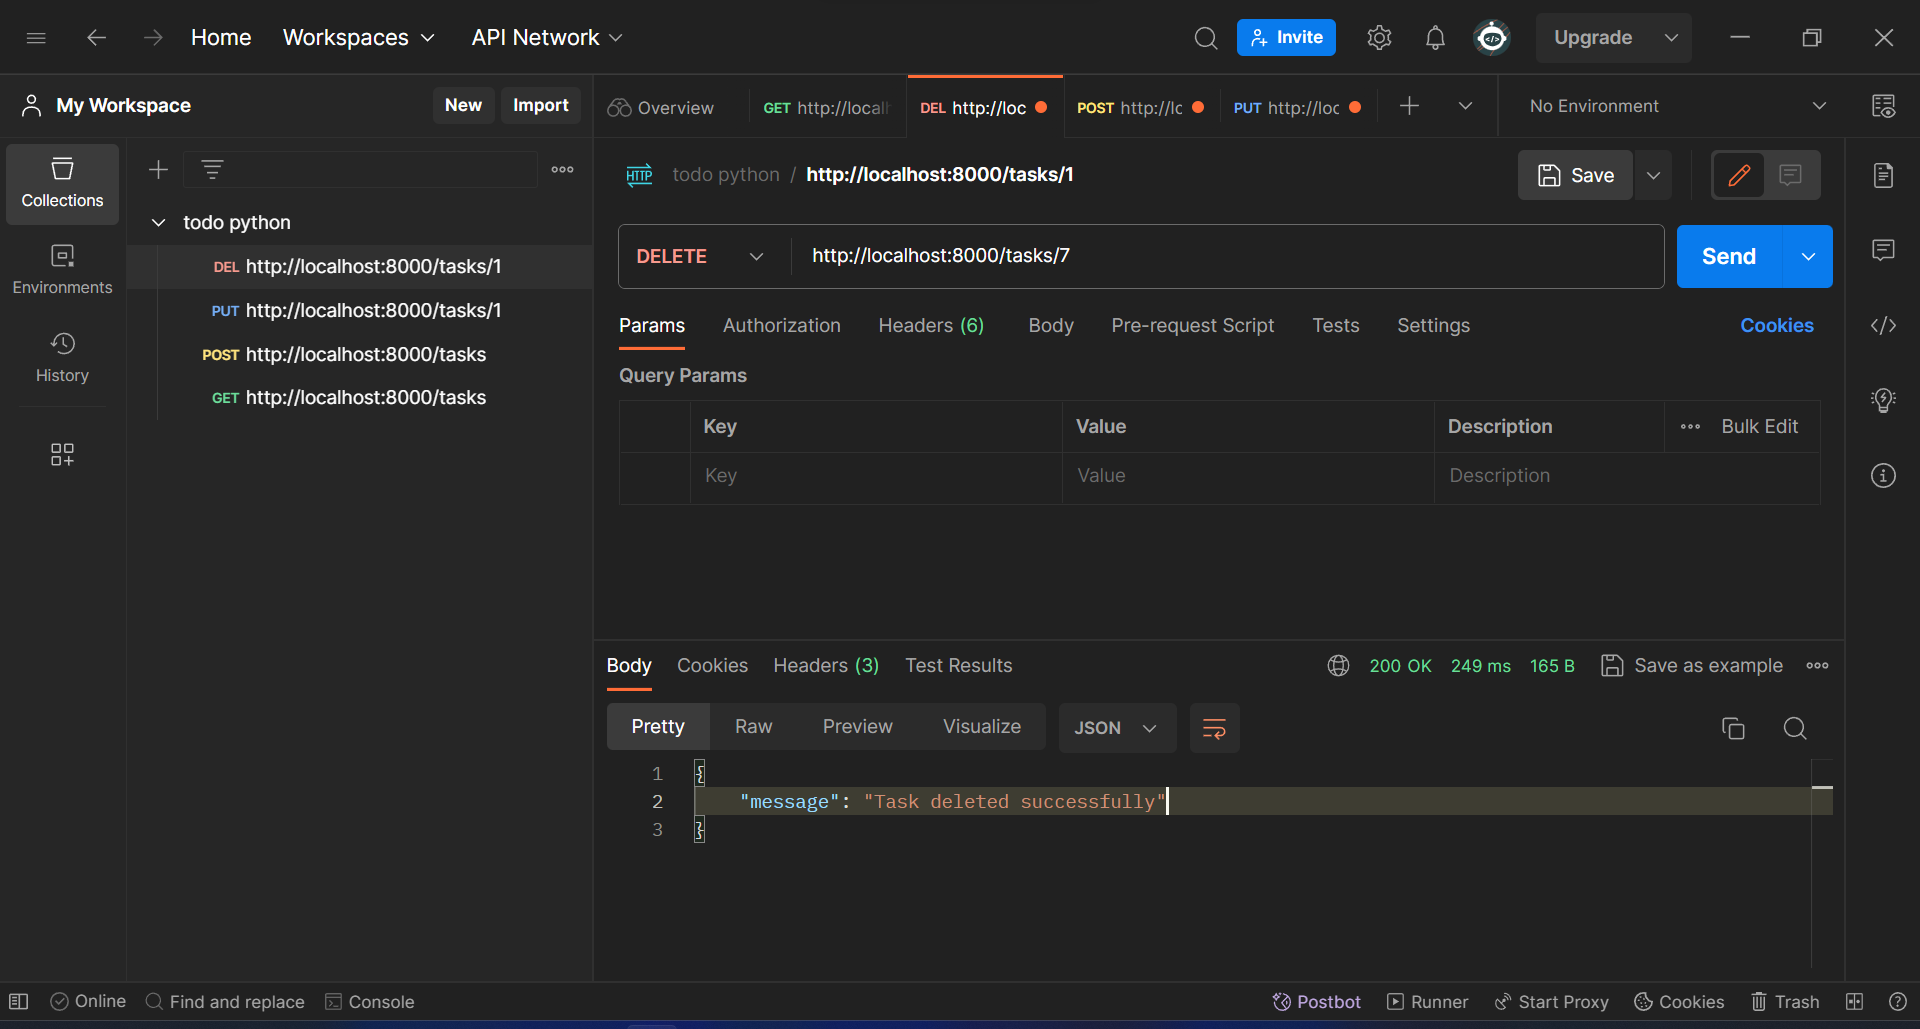 Home Workspaces API Network Invite Upgrade
My Workspace New Import
Overview GET http://local DEL http://loc POST http://lc PUT http://loc No Environment
Collections
Environments
History
todo python
DEL http://localhost:8000/tasks/1
PUT http://localhost:8000/tasks/1
POST http://localhost:8000/tasks
GET http://localhost:8000/tasks
HTTP todo python / http://localhost:8000/tasks/1 Save
DELETE http://localhost:8000/tasks/7 Send
Params Authorization Headers (6) Body Pre-request Script Tests Settings Cookies
Query Params
Key Value Description Bulk Edit
Key Value Description
Body Cookies Headers (3) Test Results 200 OK 249 ms 165 B Save as example
Pretty Raw Preview Visualize JSON
1 {
2 "message": "Task deleted successfully"
3 }
Online Find and replace Console Postbot Runner Start Proxy Cookies Trash